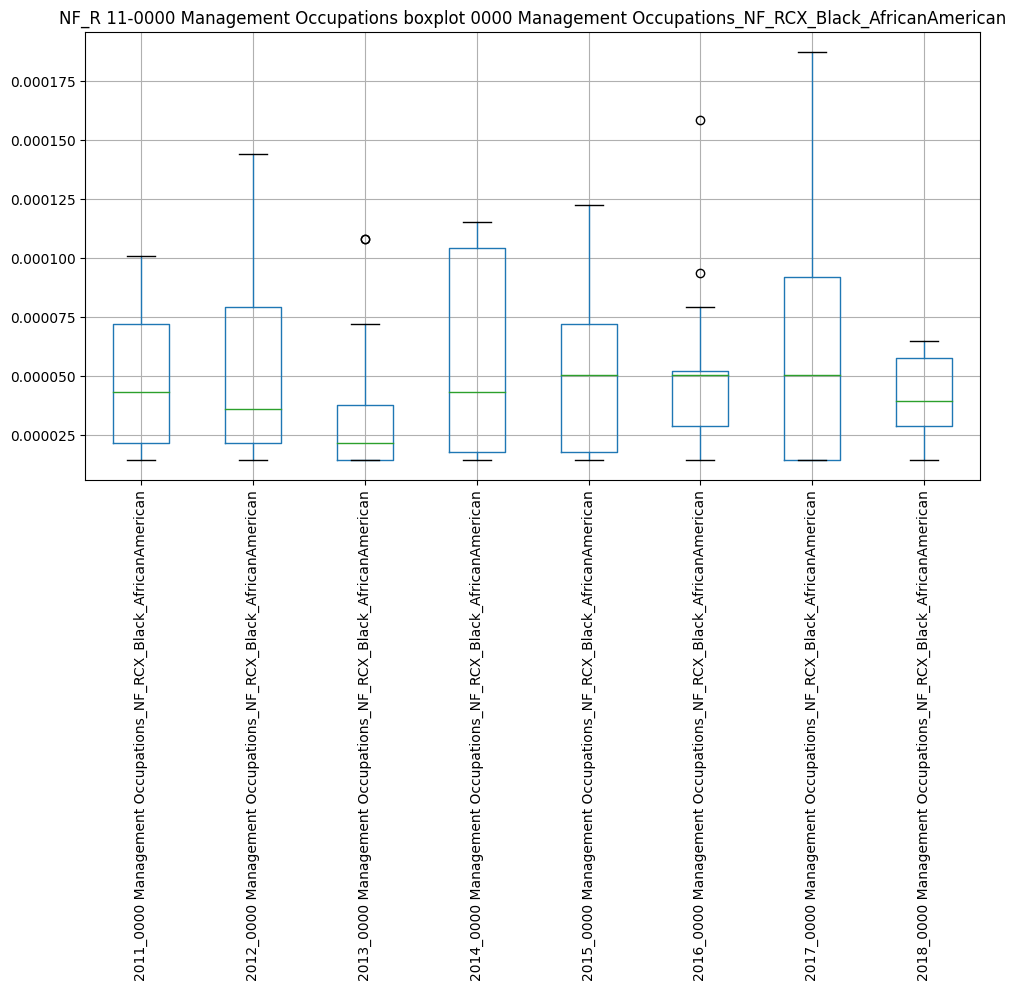 NF_R 11-0000 Management Occupations boxplot 0000 Management Occupations_NF_RCX_Black_AfricanAmerican
0.000175
0.000150
0.000125
0.000100
0.000075
0.000050
0.000025
2011_0000 Management Occupations_NF_RCX_Black_AfricanAmerican
2012_0000 Management Occupations_NF_RCX_Black_AfricanAmerican
2013_0000 Management Occupations_NF_RCX_Black_AfricanAmerican
2014_0000 Management Occupations_NF_RCX_Black_AfricanAmerican
2015_0000 Management Occupations_NF_RCX_Black_AfricanAmerican
2016_0000 Management Occupations_NF_RCX_Black_AfricanAmerican
2017_0000 Management Occupations_NF_RCX_Black_AfricanAmerican
2018_0000 Management Occupations_NF_RCX_Black_AfricanAmerican